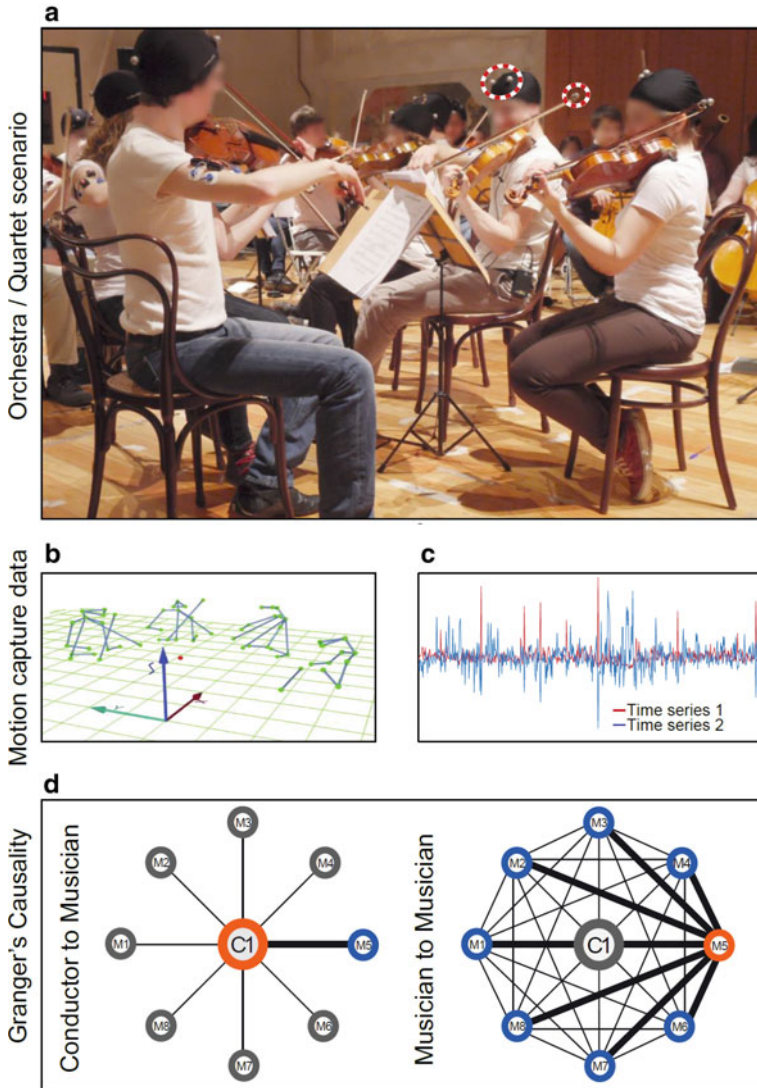 a
Orchestra / Quartet scenario
b
c
Motion capture data
Time series 1
Time series 2
d
Granger's Causality
Conductor to Musician
M3
M2
M4
M1
C1
M5
M8
M6
M7
Musician to Musician
M3
M2
M4
M1
C1
M5
M8
M6
M7